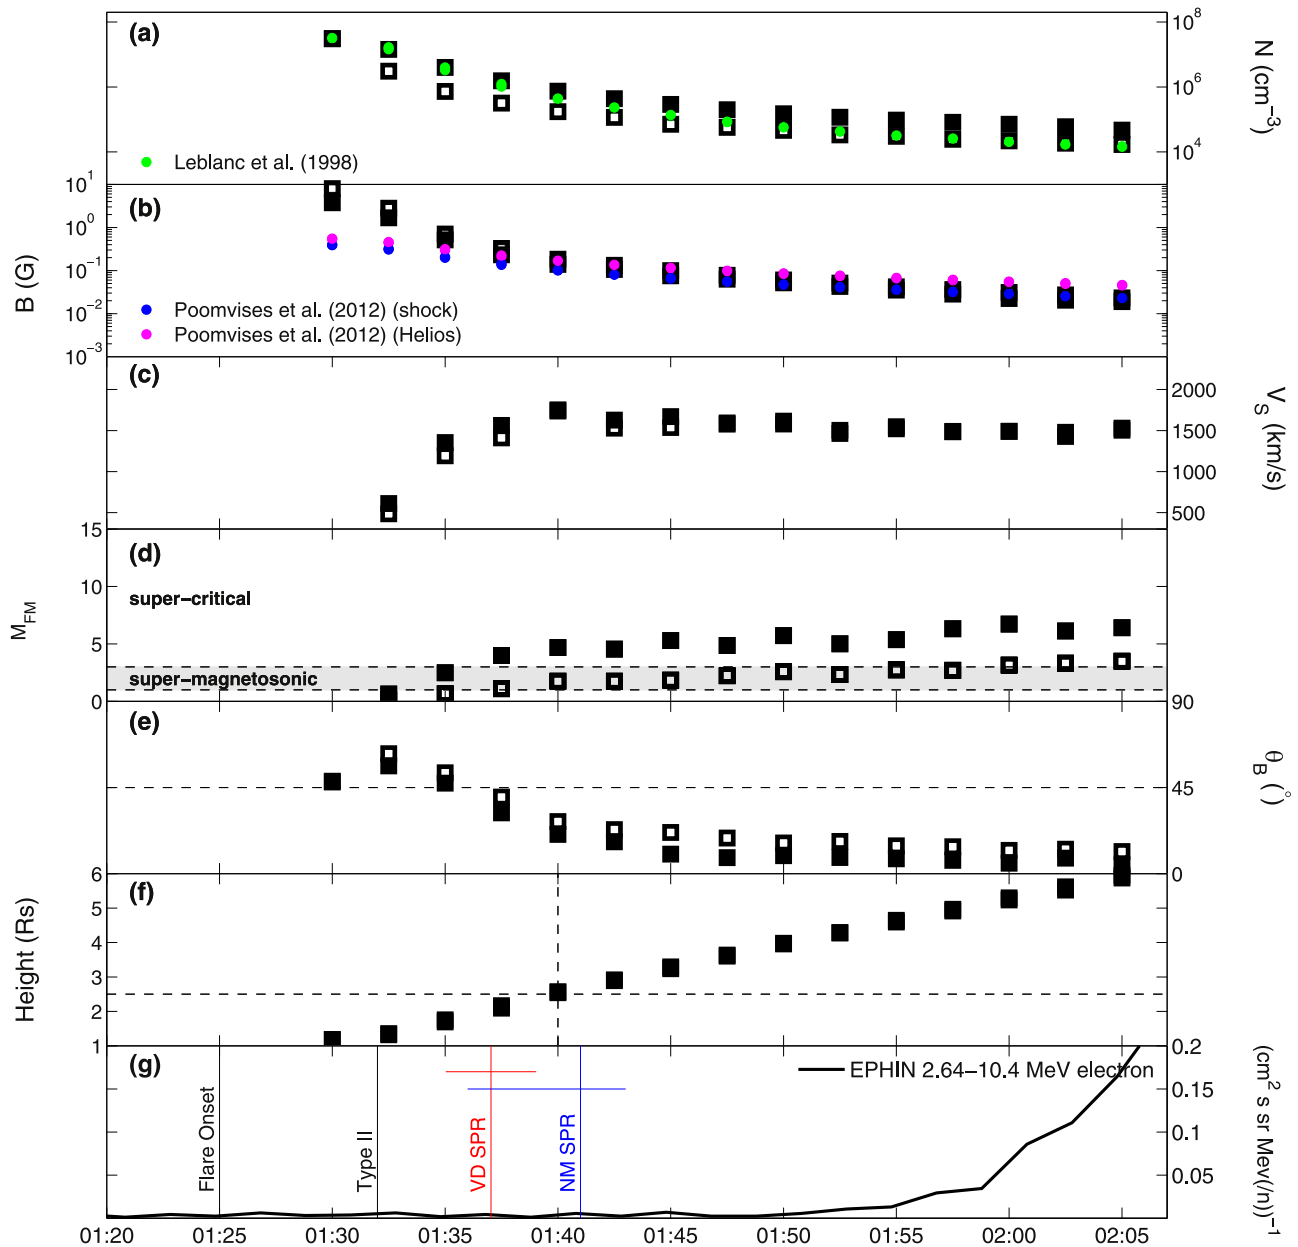 (a)
10^8
10^6
10^4
N (cm^−3)
Leblanc et al. (1998)
(b)
10^1
10^0
10^−1
10^−2
10^−3
B (G)
Poomvises et al. (2012) (shock)
Poomvises et al. (2012) (Helios)
(c)
2000
1500
1000
500
V_S (km/s)
(d)
15
10
5
0
M_FM
super−critical
super−magnetosonic
(e)
90
45
0
θ_B (°)
(f)
6
5
4
3
2
1
Height (Rs)
(g)
EPHIN 2.64−10.4 MeV electron
0.2
0.15
0.1
0.05
(cm^2 s sr Mev(/n))^−1
Flare Onset
Type II
VD SPR
NM SPR
01:20 01:25 01:30 01:35 01:40 01:45 01:50 01:55 02:00 02:05